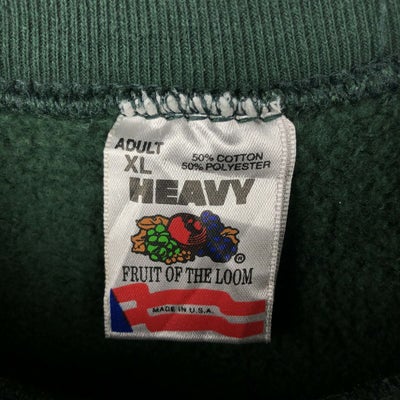 ADULT
XL
50% COTTON
50% POLYESTER
HEAVY
®
FRUIT OF THE LOOM
MADE IN U.S.A.